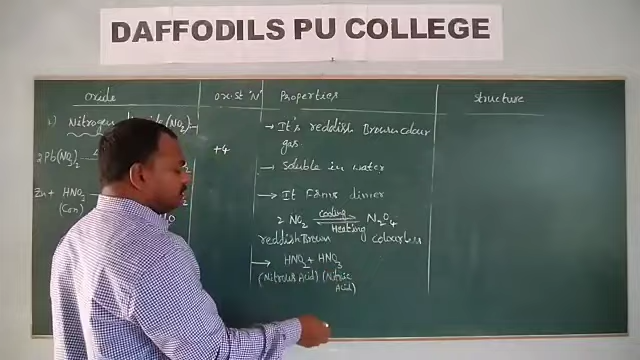 DAFFODILS PU COLLEGE
oxide
oxi.st 'N'
Properties
Structure
1) Nitrogen (NO₂):-
2Pb(NO₃)₂
Zn + HNO₃
(Con)
+4
→ It's reddish Brown colour
gas.
→ Soluble in water
→ It forms dimer
2 NO₂ cooling ⇌ Heating N₂O₄
reddish Brown colourless
→ HNO₂ + HNO₃
(Nitrous Acid) (Nitric
Acid)